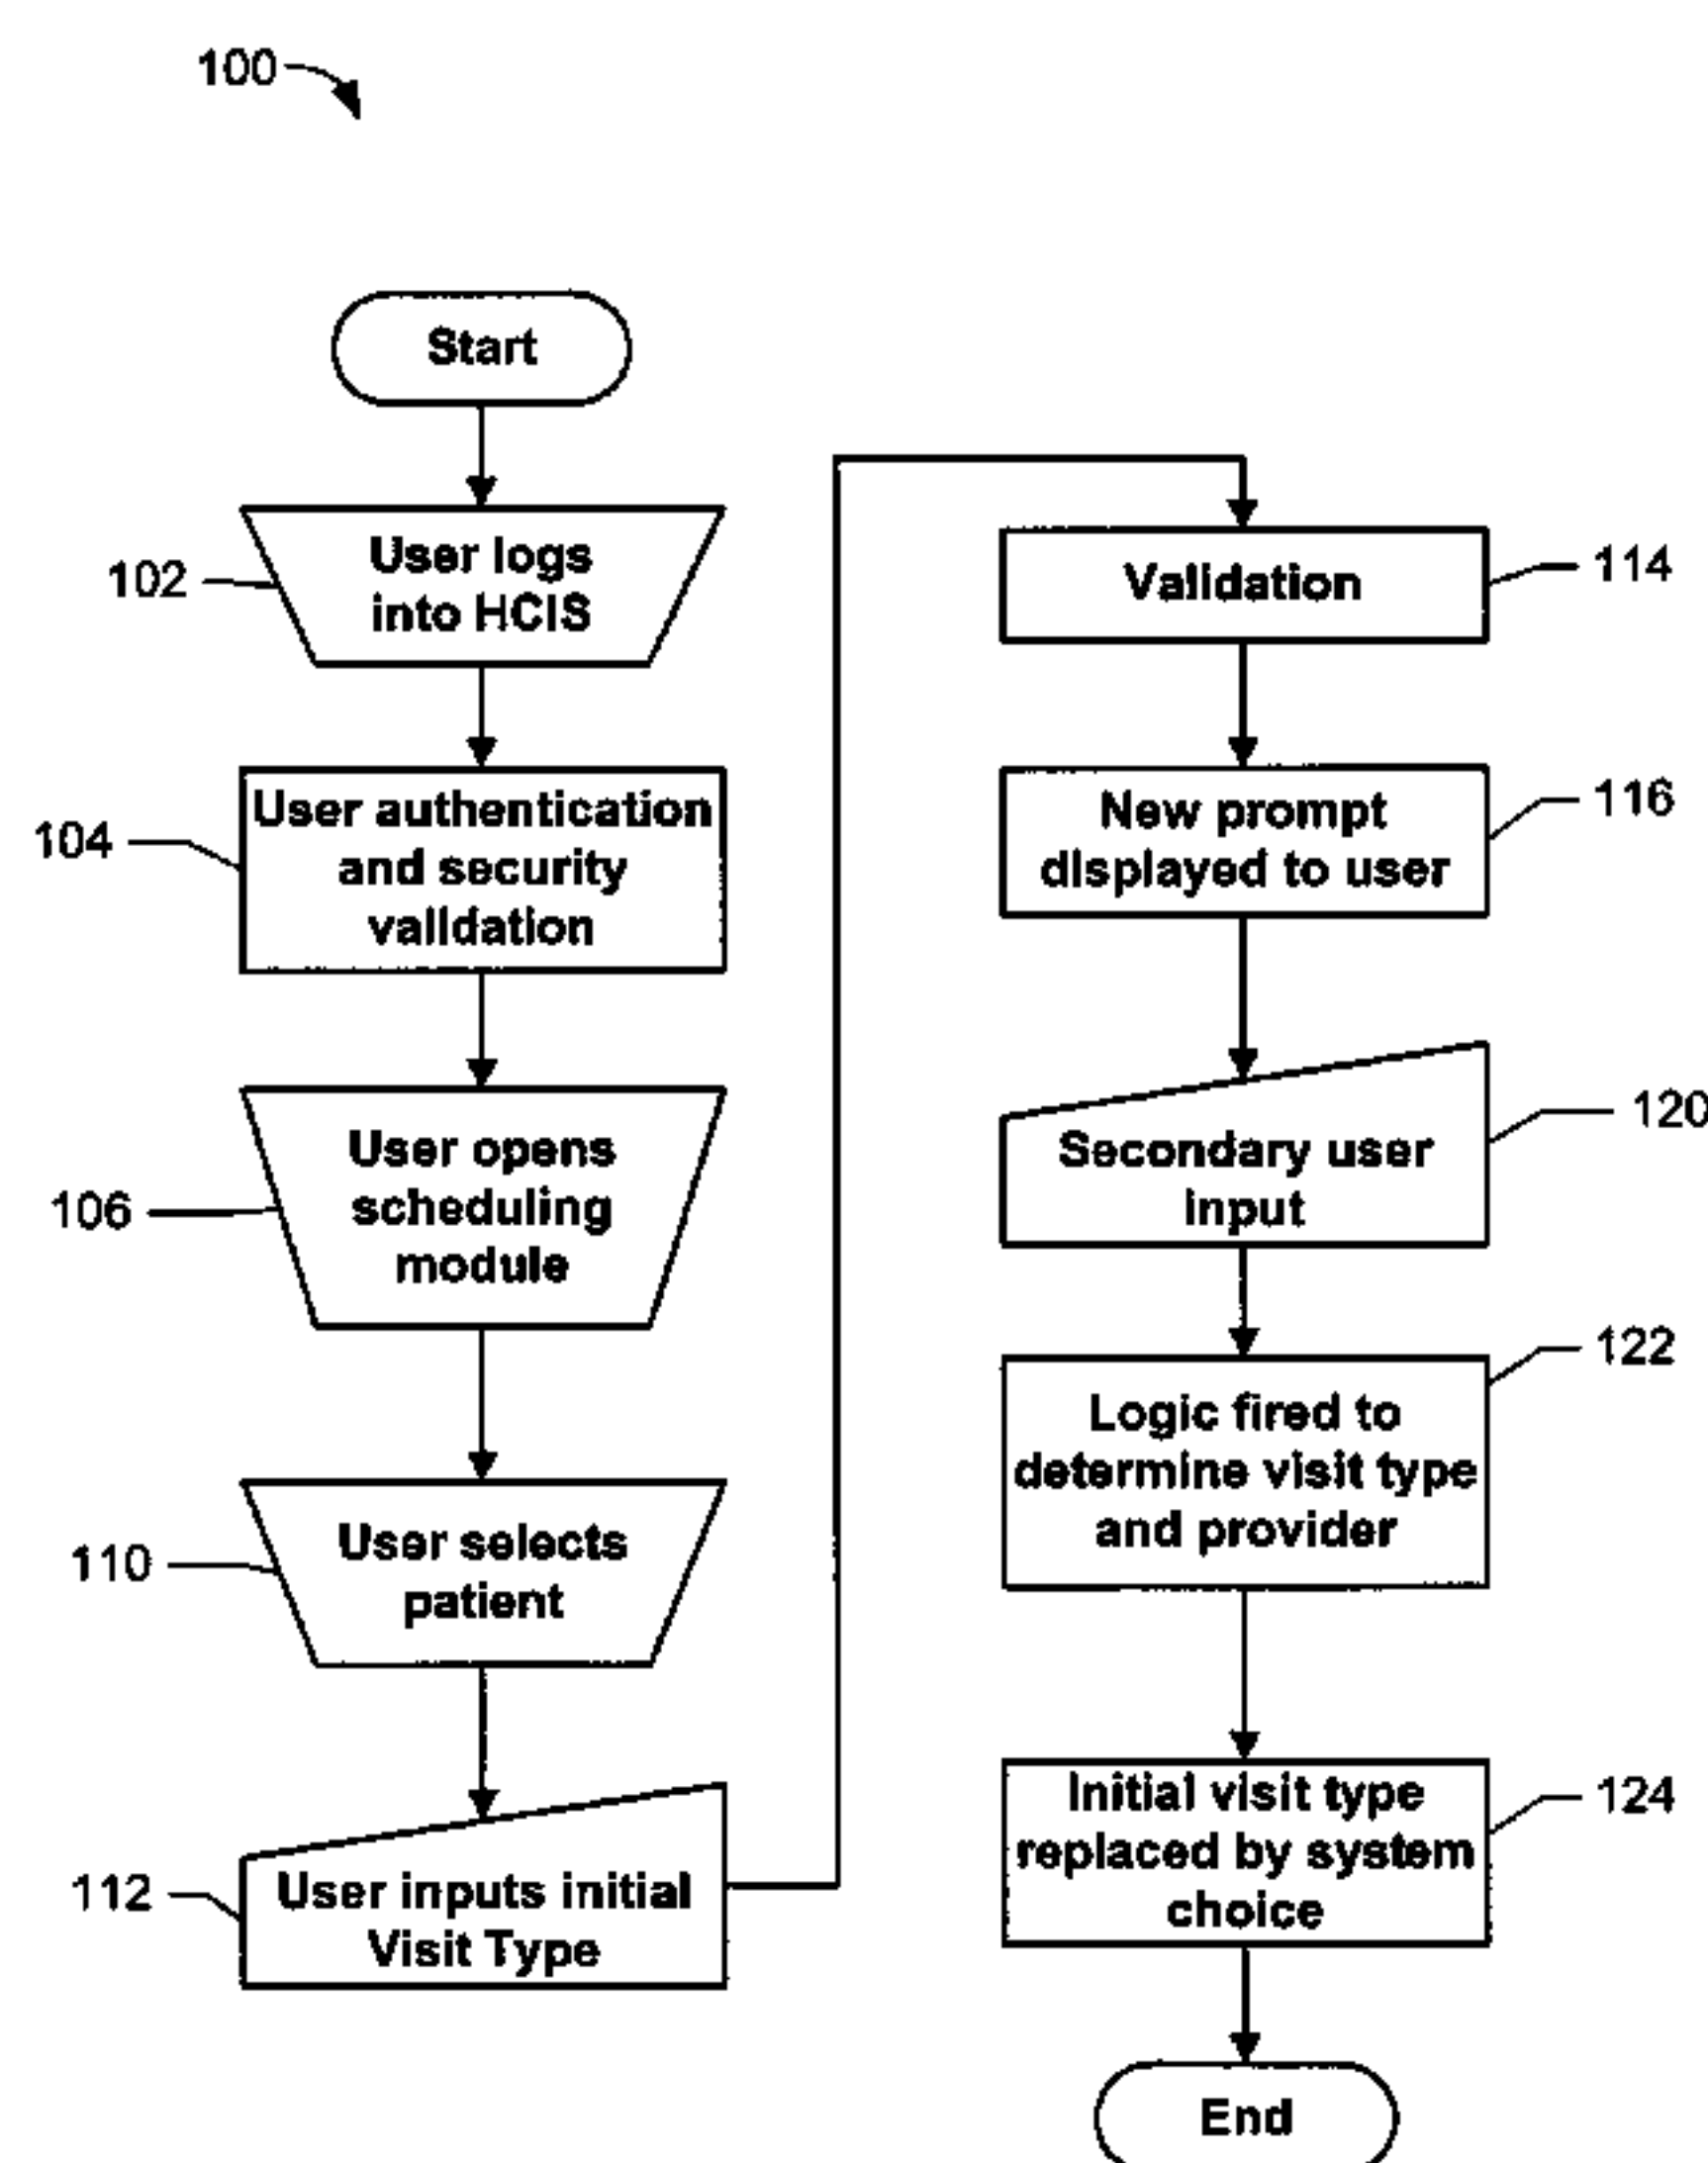 100
Start
102
User logs
into HCIS
104
User authentication
and security
validation
106
User opens
scheduling
module
110
User selects
patient
112
User inputs initial
Visit Type
Validation
114
New prompt
displayed to user
116
Secondary user
input
120
Logic fired to
determine visit type
and provider
122
Initial visit type
replaced by system
choice
124
End